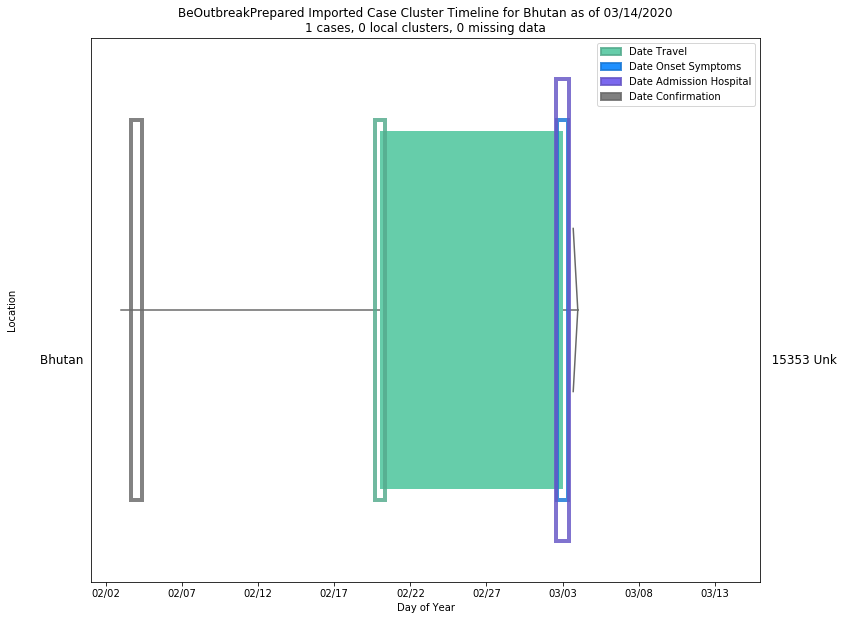 BeOutbreakPrepared Imported Case Cluster Timeline for Bhutan as of 03/14/2020
1 cases, 0 local clusters, 0 missing data
Date Travel
Date Onset Symptoms
Date Admission Hospital
Date Confirmation
Location
Bhutan
15353 Unk
02/02 02/07 02/12 02/17 02/22 02/27 03/03 03/08 03/13
Day of Year